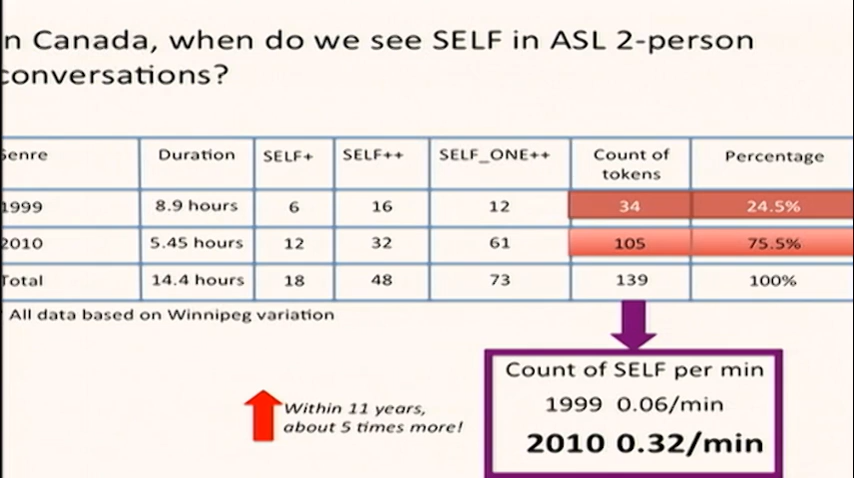 n Canada, when do we see SELF in ASL 2-person
conversations?
Genre Duration SELF+ SELF++ SELF_ONE++ Count of tokens Percentage
1999 8.9 hours 6 16 12 34 24.5%
2010 5.45 hours 12 32 61 105 75.5%
Total 14.4 hours 18 48 73 139 100%
All data based on Winnipeg variation
Within 11 years,
about 5 times more!
Count of SELF per min
1999 0.06/min
2010 0.32/min